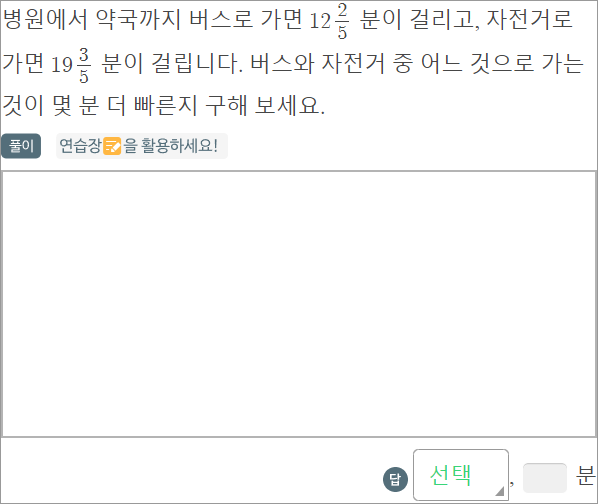 병원에서 약국까지 버스로 가면 12 2/5 분이 걸리고, 자전거로
가면 19 3/5 분이 걸립니다. 버스와 자전거 중 어느 것으로 가는
것이 몇 분 더 빠른지 구해 보세요.
풀이 연습장을 활용하세요!
답 선택, 분